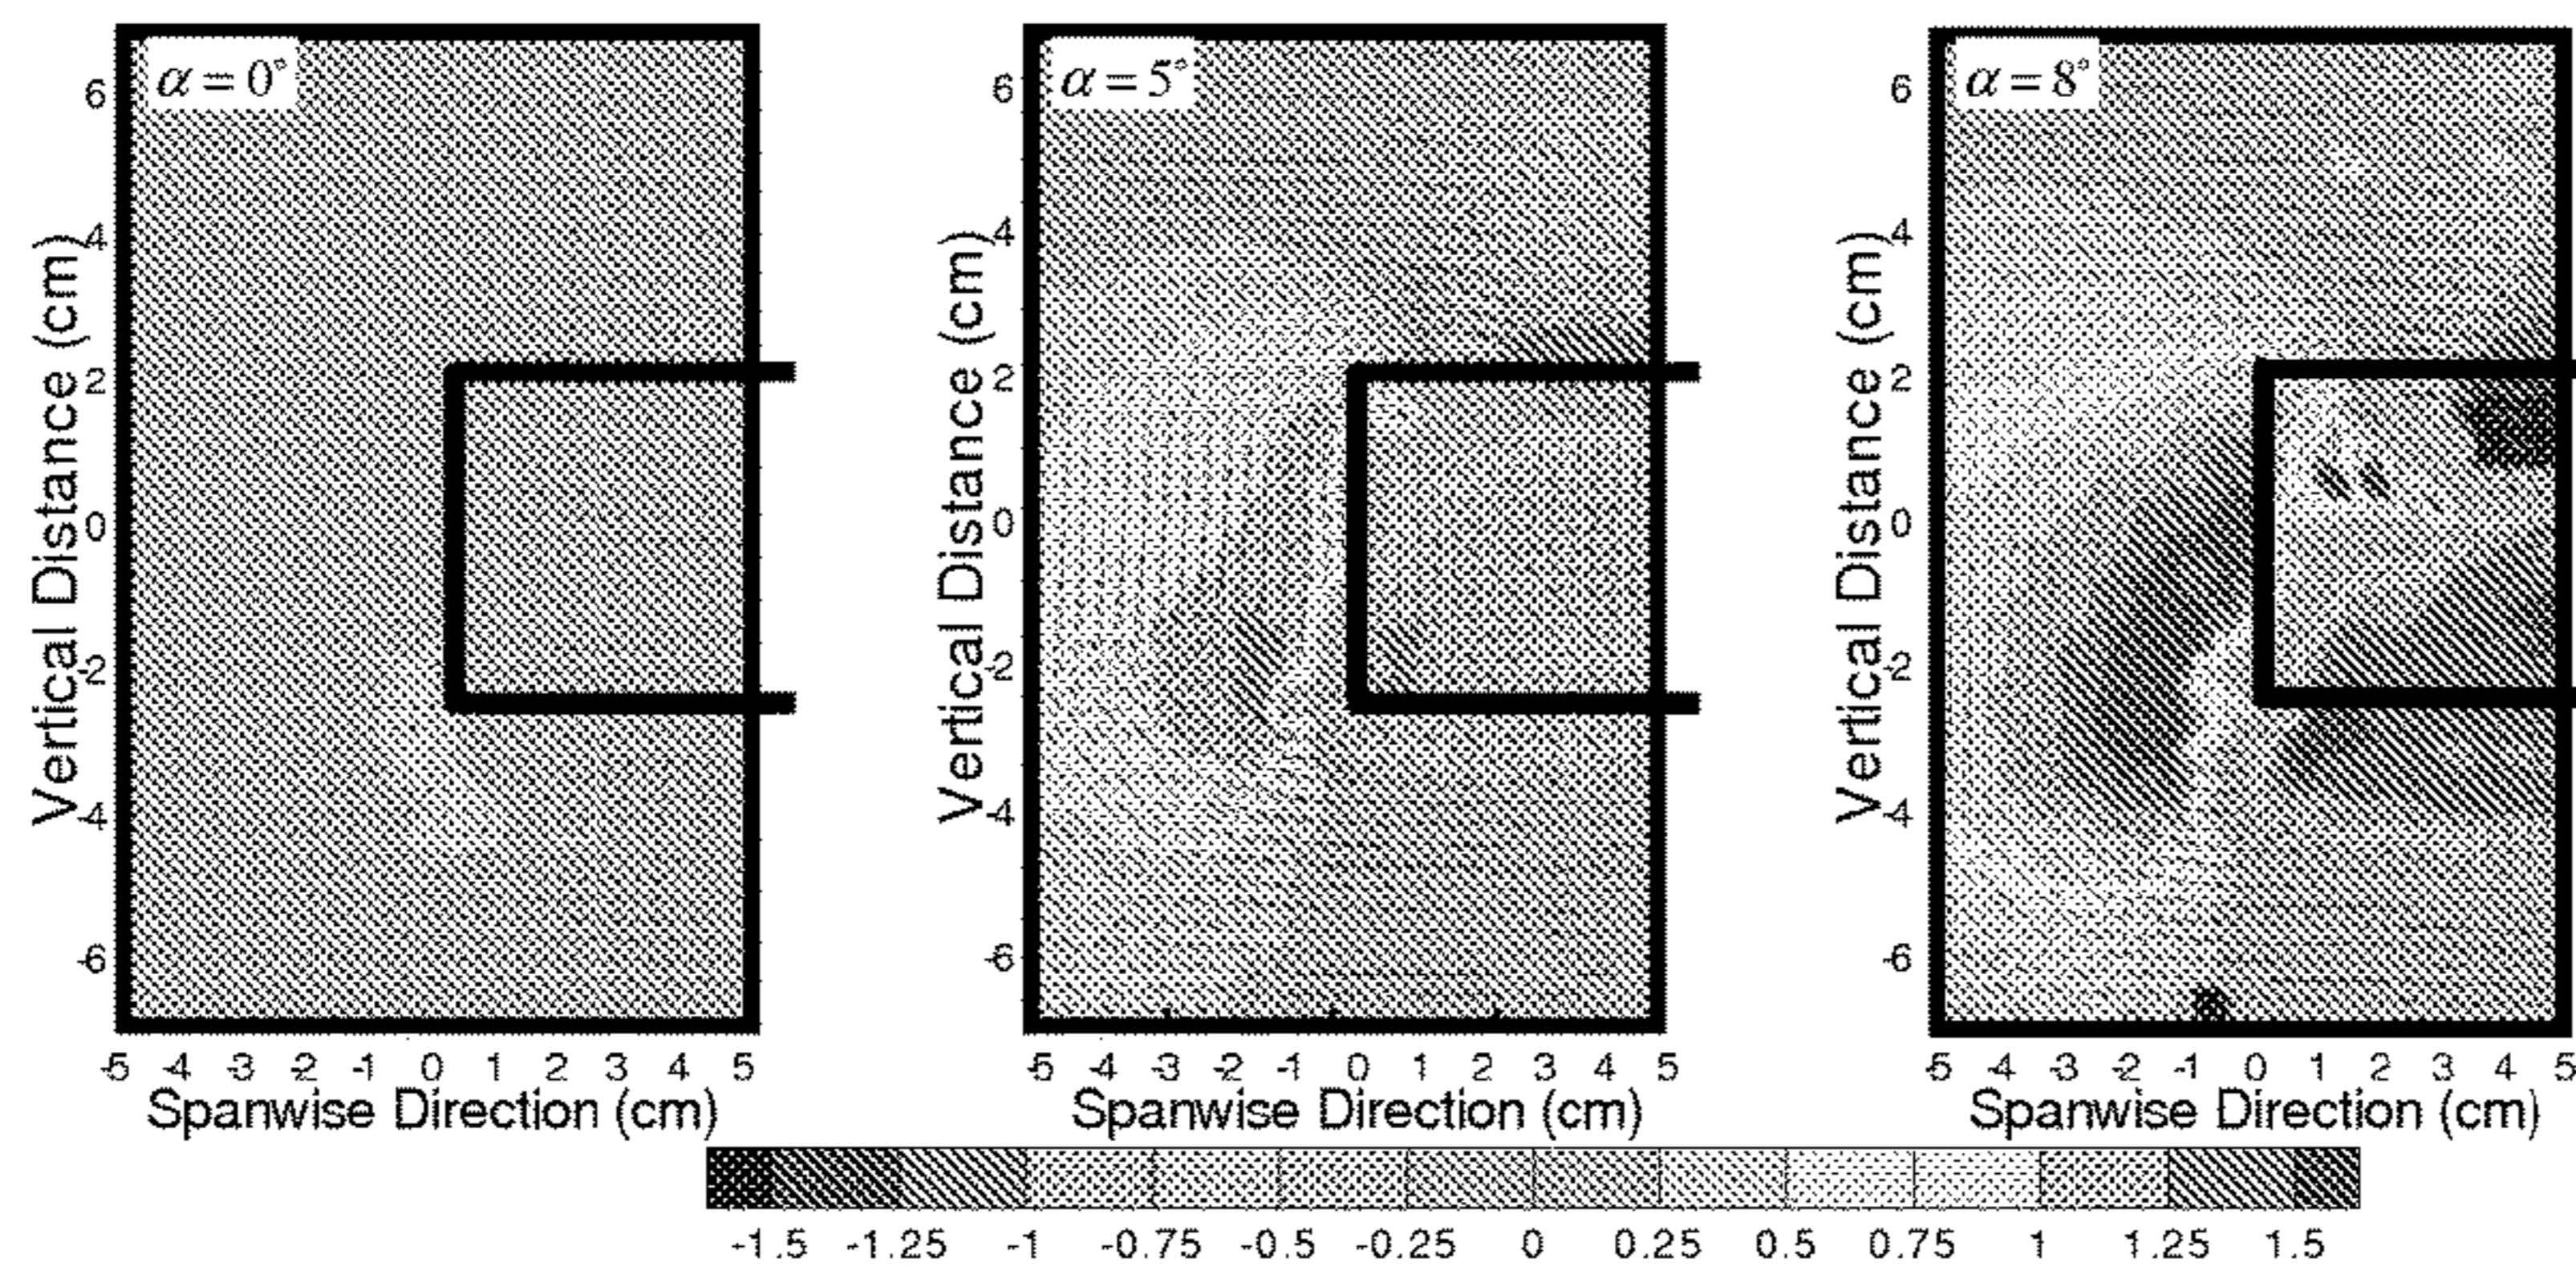 α = 0°
6
4
2
0
-2
-4
-6
Vertical Distance (cm)
-5 -4 -3 -2 -1 0 1 2 3 4 5
Spanwise Direction (cm)
α = 5°
6
4
2
0
-2
-4
-6
Vertical Distance (cm)
-5 -4 -3 -2 -1 0 1 2 3 4 5
Spanwise Direction (cm)
α = 8°
6
4
2
0
-2
-4
-6
Vertical Distance (cm)
-5 -4 -3 -2 -1 0 1 2 3 4 5
Spanwise Direction (cm)
-1.5 -1.25 -1 -0.75 -0.5 -0.25 0 0.25 0.5 0.75 1 1.25 1.5